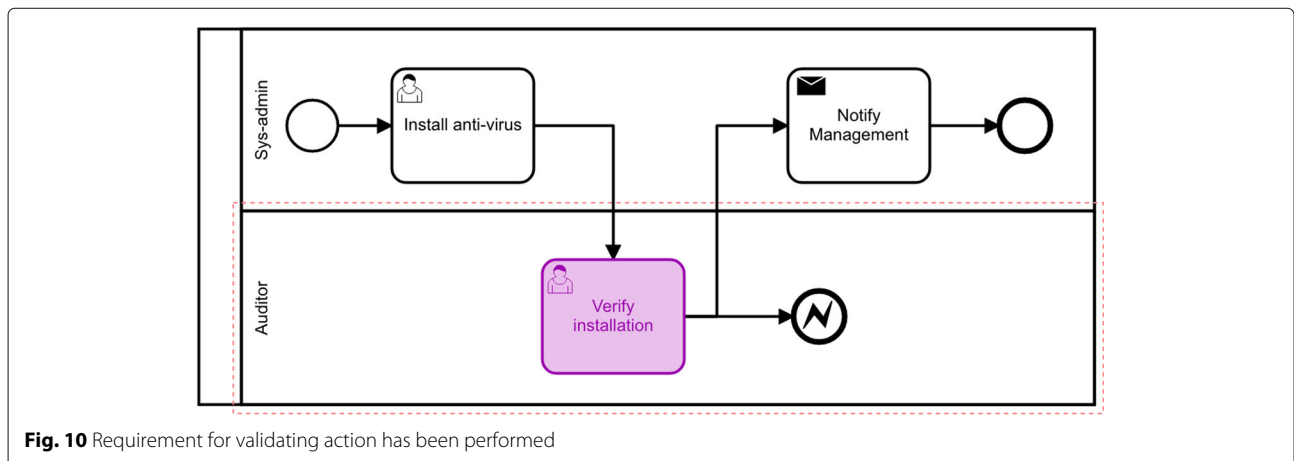 Sys-admin
Install anti-virus
Notify
Management
Auditor
Verify
installation
Fig. 10 Requirement for validating action has been performed